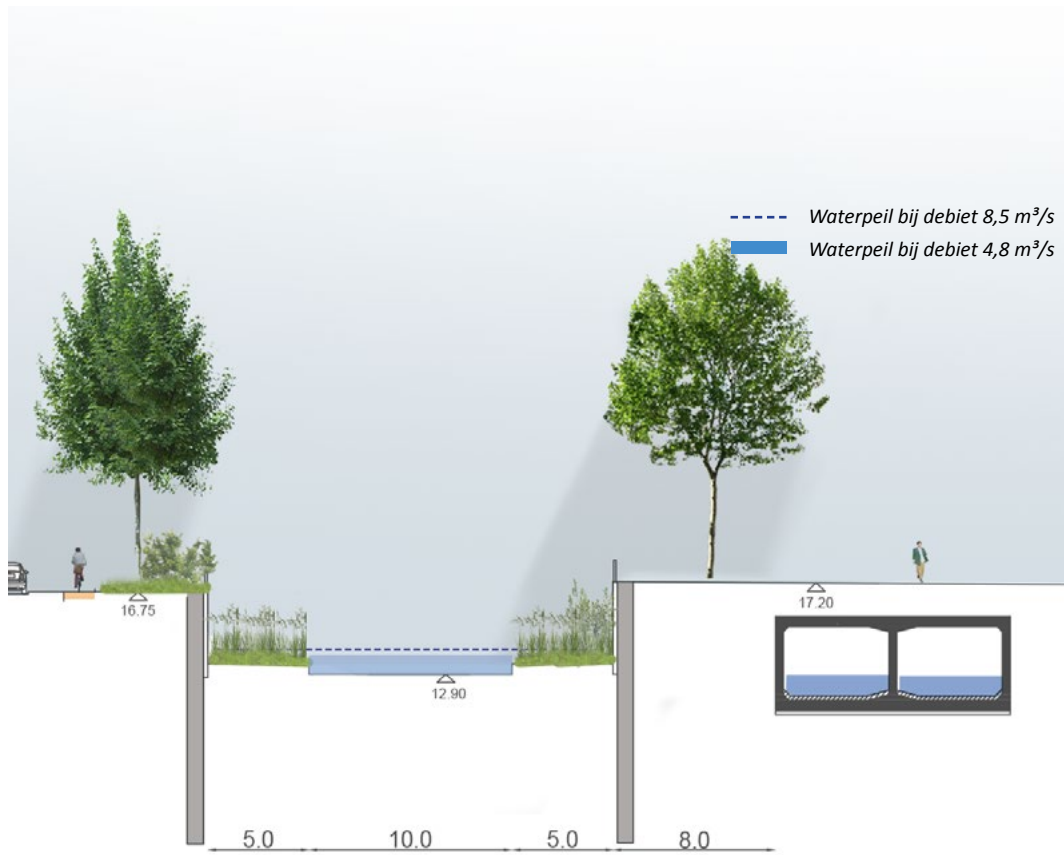 Waterpeil bij debiet 8,5 m³/s
Waterpeil bij debiet 4,8 m³/s
16.75
17.20
12.90
5.0 10.0 5.0 8.0